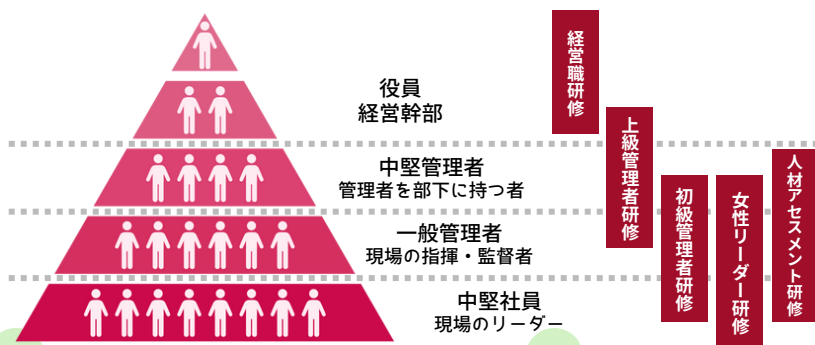 役員
経営幹部
中堅管理者
管理者を部下に持つ者
一般管理者
現場の指揮・監督者
中堅社員
現場のリーダー
経営職研修
上級管理者研修
初級管理者研修
女性リーダー研修
人材アセスメント研修